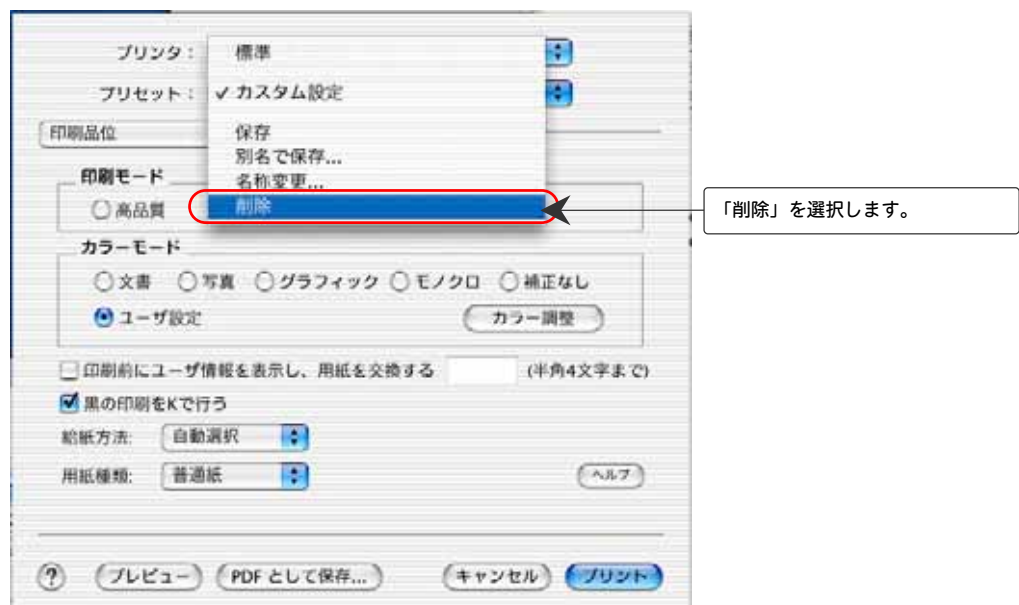 プリンタ： 標準
プリセット： ✓ カスタム設定
印刷品位 保存
別名で保存...
印刷モード 名称変更...
高品質 削除
「削除」を選択します。
カラーモード
文書 写真 グラフィック モノクロ 補正なし
ユーザ設定 カラー調整
印刷前にユーザ情報を表示し、用紙を交換する (半角4文字まで)
黒の印刷をKで行う
給紙方法: 自動選択
用紙種類: 普通紙 ヘルプ
? プレビュー PDF として保存... キャンセル プリント